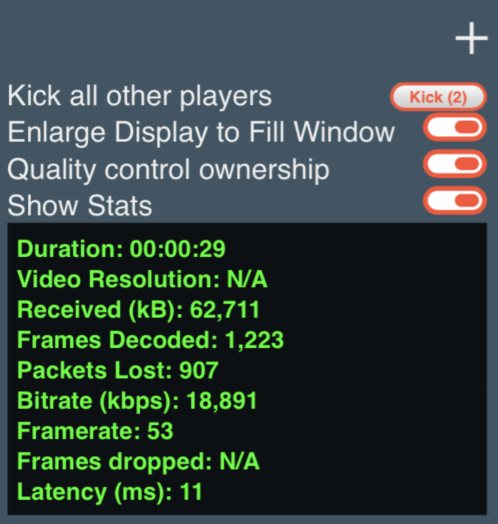 Kick all other players Kick (2)
Enlarge Display to Fill Window
Quality control ownership
Show Stats
Duration: 00:00:29
Video Resolution: N/A
Received (kB): 62,711
Frames Decoded: 1,223
Packets Lost: 907
Bitrate (kbps): 18,891
Framerate: 53
Frames dropped: N/A
Latency (ms): 11